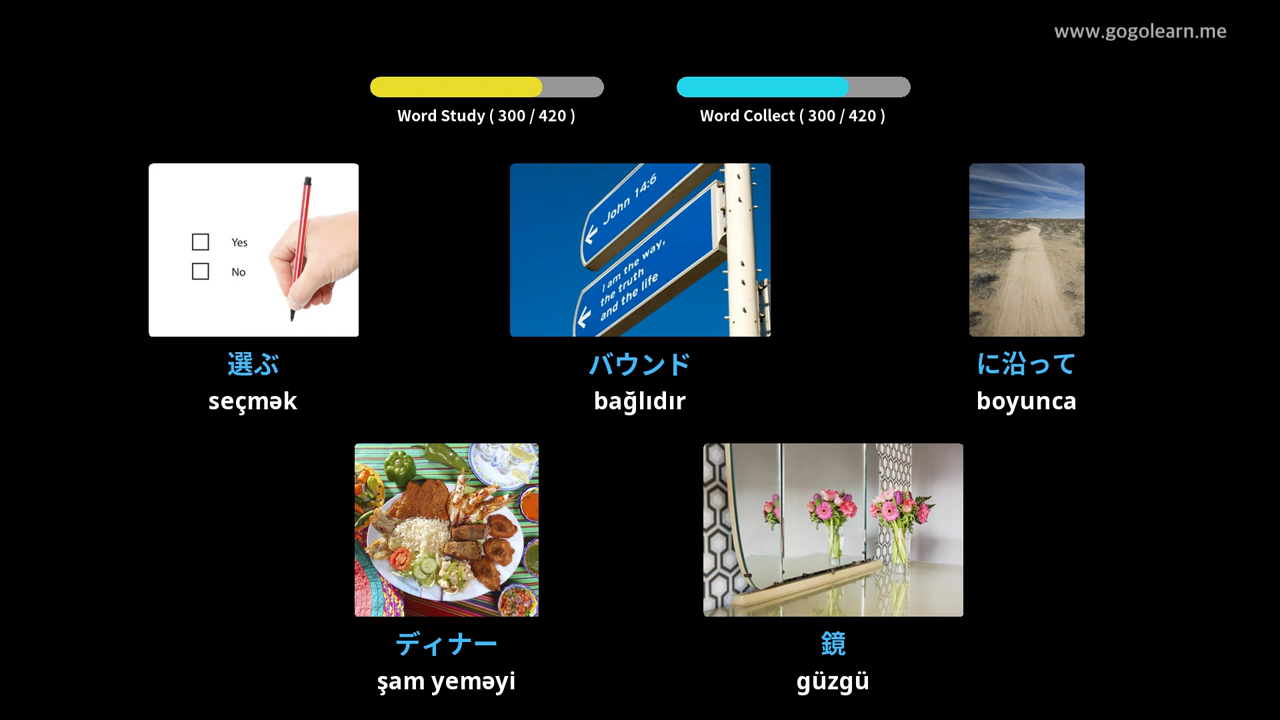 www.gogolearn.me
Word Study ( 300 / 420 )
Word Collect ( 300 / 420 )
Yes
No
John 14:6
I am the way,
the truth
and the life
選ぶ
seçmək
バウンド
bağlıdır
に沿って
boyunca
ディナー
şam yeməyi
鏡
güzgü